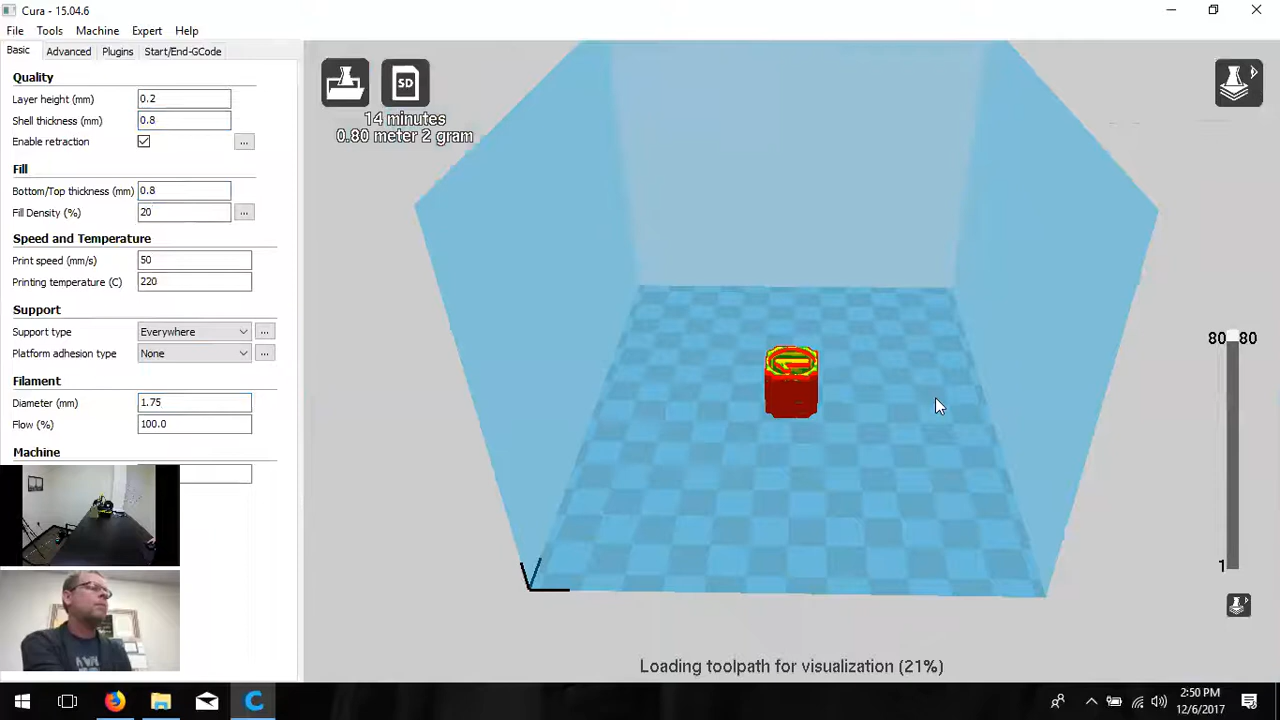 Cura - 15.04.6
File Tools Machine Expert Help
Basic Advanced Plugins Start/End-GCode
Quality
Layer height (mm) 0.2
Shell thickness (mm) 0.8
Enable retraction ...
Fill
Bottom/Top thickness (mm) 0.8
Fill Density (%) 20 ...
Speed and Temperature
Print speed (mm/s) 50
Printing temperature (C) 220
Support
Support type Everywhere ...
Platform adhesion type None ...
Filament
Diameter (mm) 1.75
Flow (%) 100.0
Machine
SD
14 minutes
0.80 meter 2 gram
80 80
1
Loading toolpath for visualization (21%)
2:50 PM
12/6/2017